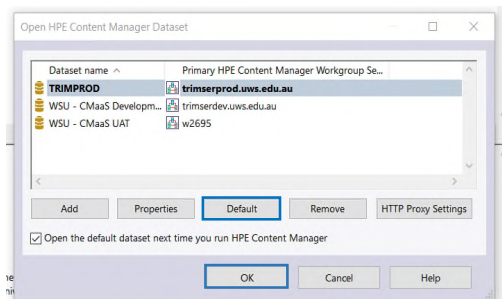 Open HPE Content Manager Dataset
Dataset name Primary HPE Content Manager Workgroup Se...
TRIMPROD trimserprod.uws.edu.au
WSU - CMaaS Developm... trimserdev.uws.edu.au
WSU - CMaaS UAT w2695
Add Properties Default Remove HTTP Proxy Settings
Open the default dataset next time you run HPE Content Manager
OK Cancel Help